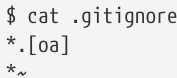 $ cat .gitignore
*.[oa]
*~